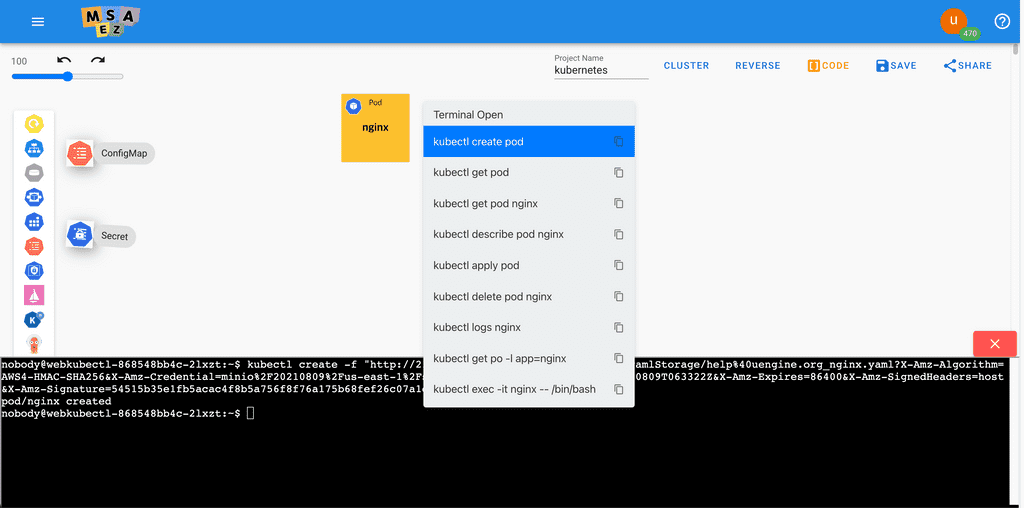 MSA
EZ
u
470
100
Project Name
kubernetes
CLUSTER
REVERSE
CODE
SAVE
SHARE
Pod
nginx
ConfigMap
Secret
Terminal Open
kubectl create pod
kubectl get pod
kubectl get pod nginx
kubectl describe pod nginx
kubectl apply pod
kubectl delete pod nginx
kubectl logs nginx
kubectl get po -l app=nginx
kubectl exec -it nginx -- /bin/bash
nobody@webkubectl-868548bb4c-2lxzt:~$ kubectl create -f "http://2 amlStorage/help%40uengine.org_nginx.yaml?X-Amz-Algorithm=
AWS4-HMAC-SHA256&X-Amz-Credential=minio%2F20210809%2Fus-east-1%2F 0809T063322Z&X-Amz-Expires=86400&X-Amz-SignedHeaders=host
&X-Amz-Signature=54515b35e1fb5acac4f8b5a756f8f76a175b68fef26c07a1
pod/nginx created
nobody@webkubectl-868548bb4c-2lxzt:~$